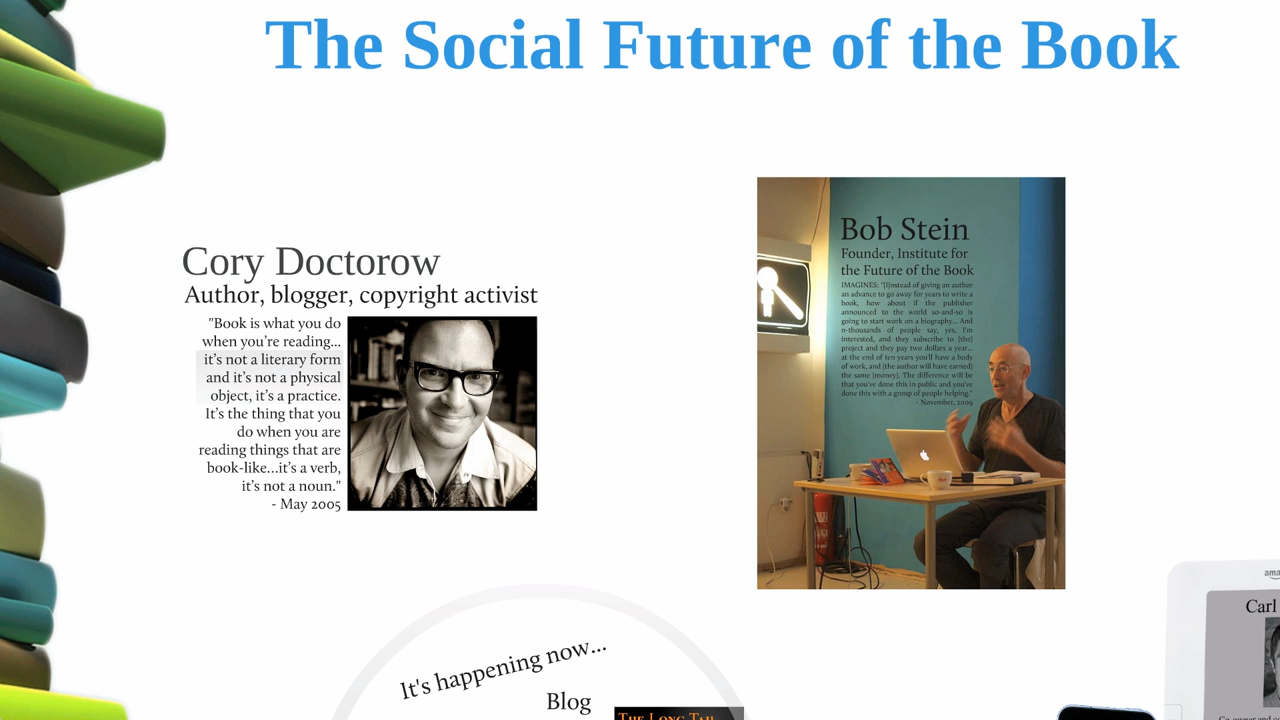 The Social Future of the Book
Cory Doctorow
Author, blogger, copyright activist
"Book is what you do
when you're reading...
it's not a literary form
and it's not a physical
object, it's a practice.
It's the thing that you
do when you are
reading things that are
book-like...it's a verb,
it's not a noun."
- May 2005
Bob Stein
Founder, Institute for
the Future of the Book
IMAGINES: "[I]nstead of giving an author
an advance to go away for years to write a
book, how about if the publisher
announced to the world so-and-so is
going to start work on a biography... And
n-thousands of people say, yes, I'm
interested, and they subscribe to [the]
project and they pay two dollars a year...
at the end of ten years you'll have a body
of work, and [the author will have earned]
the same [money]. The difference will be
that you've done this in public and you've
done this with a group of people helping."
- November, 2009
It's happening now...
Blog
THE LONG TAIL
ama
Carl